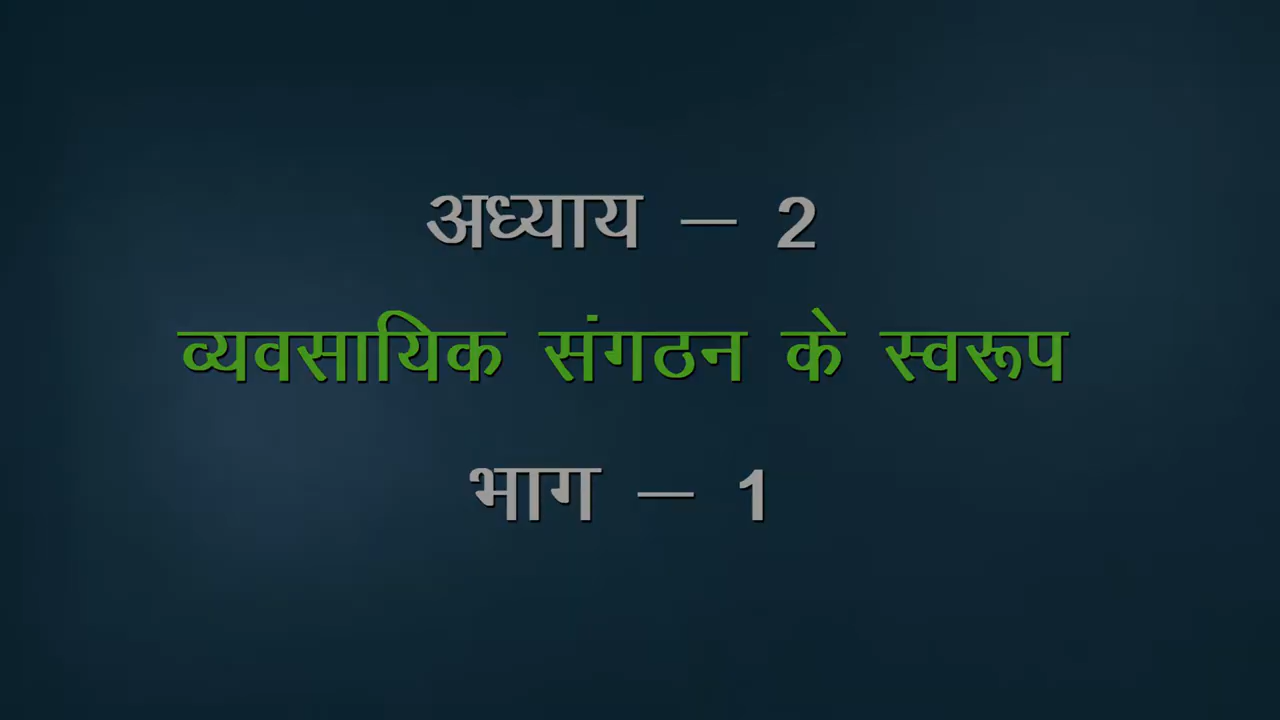 अध्याय – 2
व्यवसायिक संगठन के स्वरूप
भाग – 1